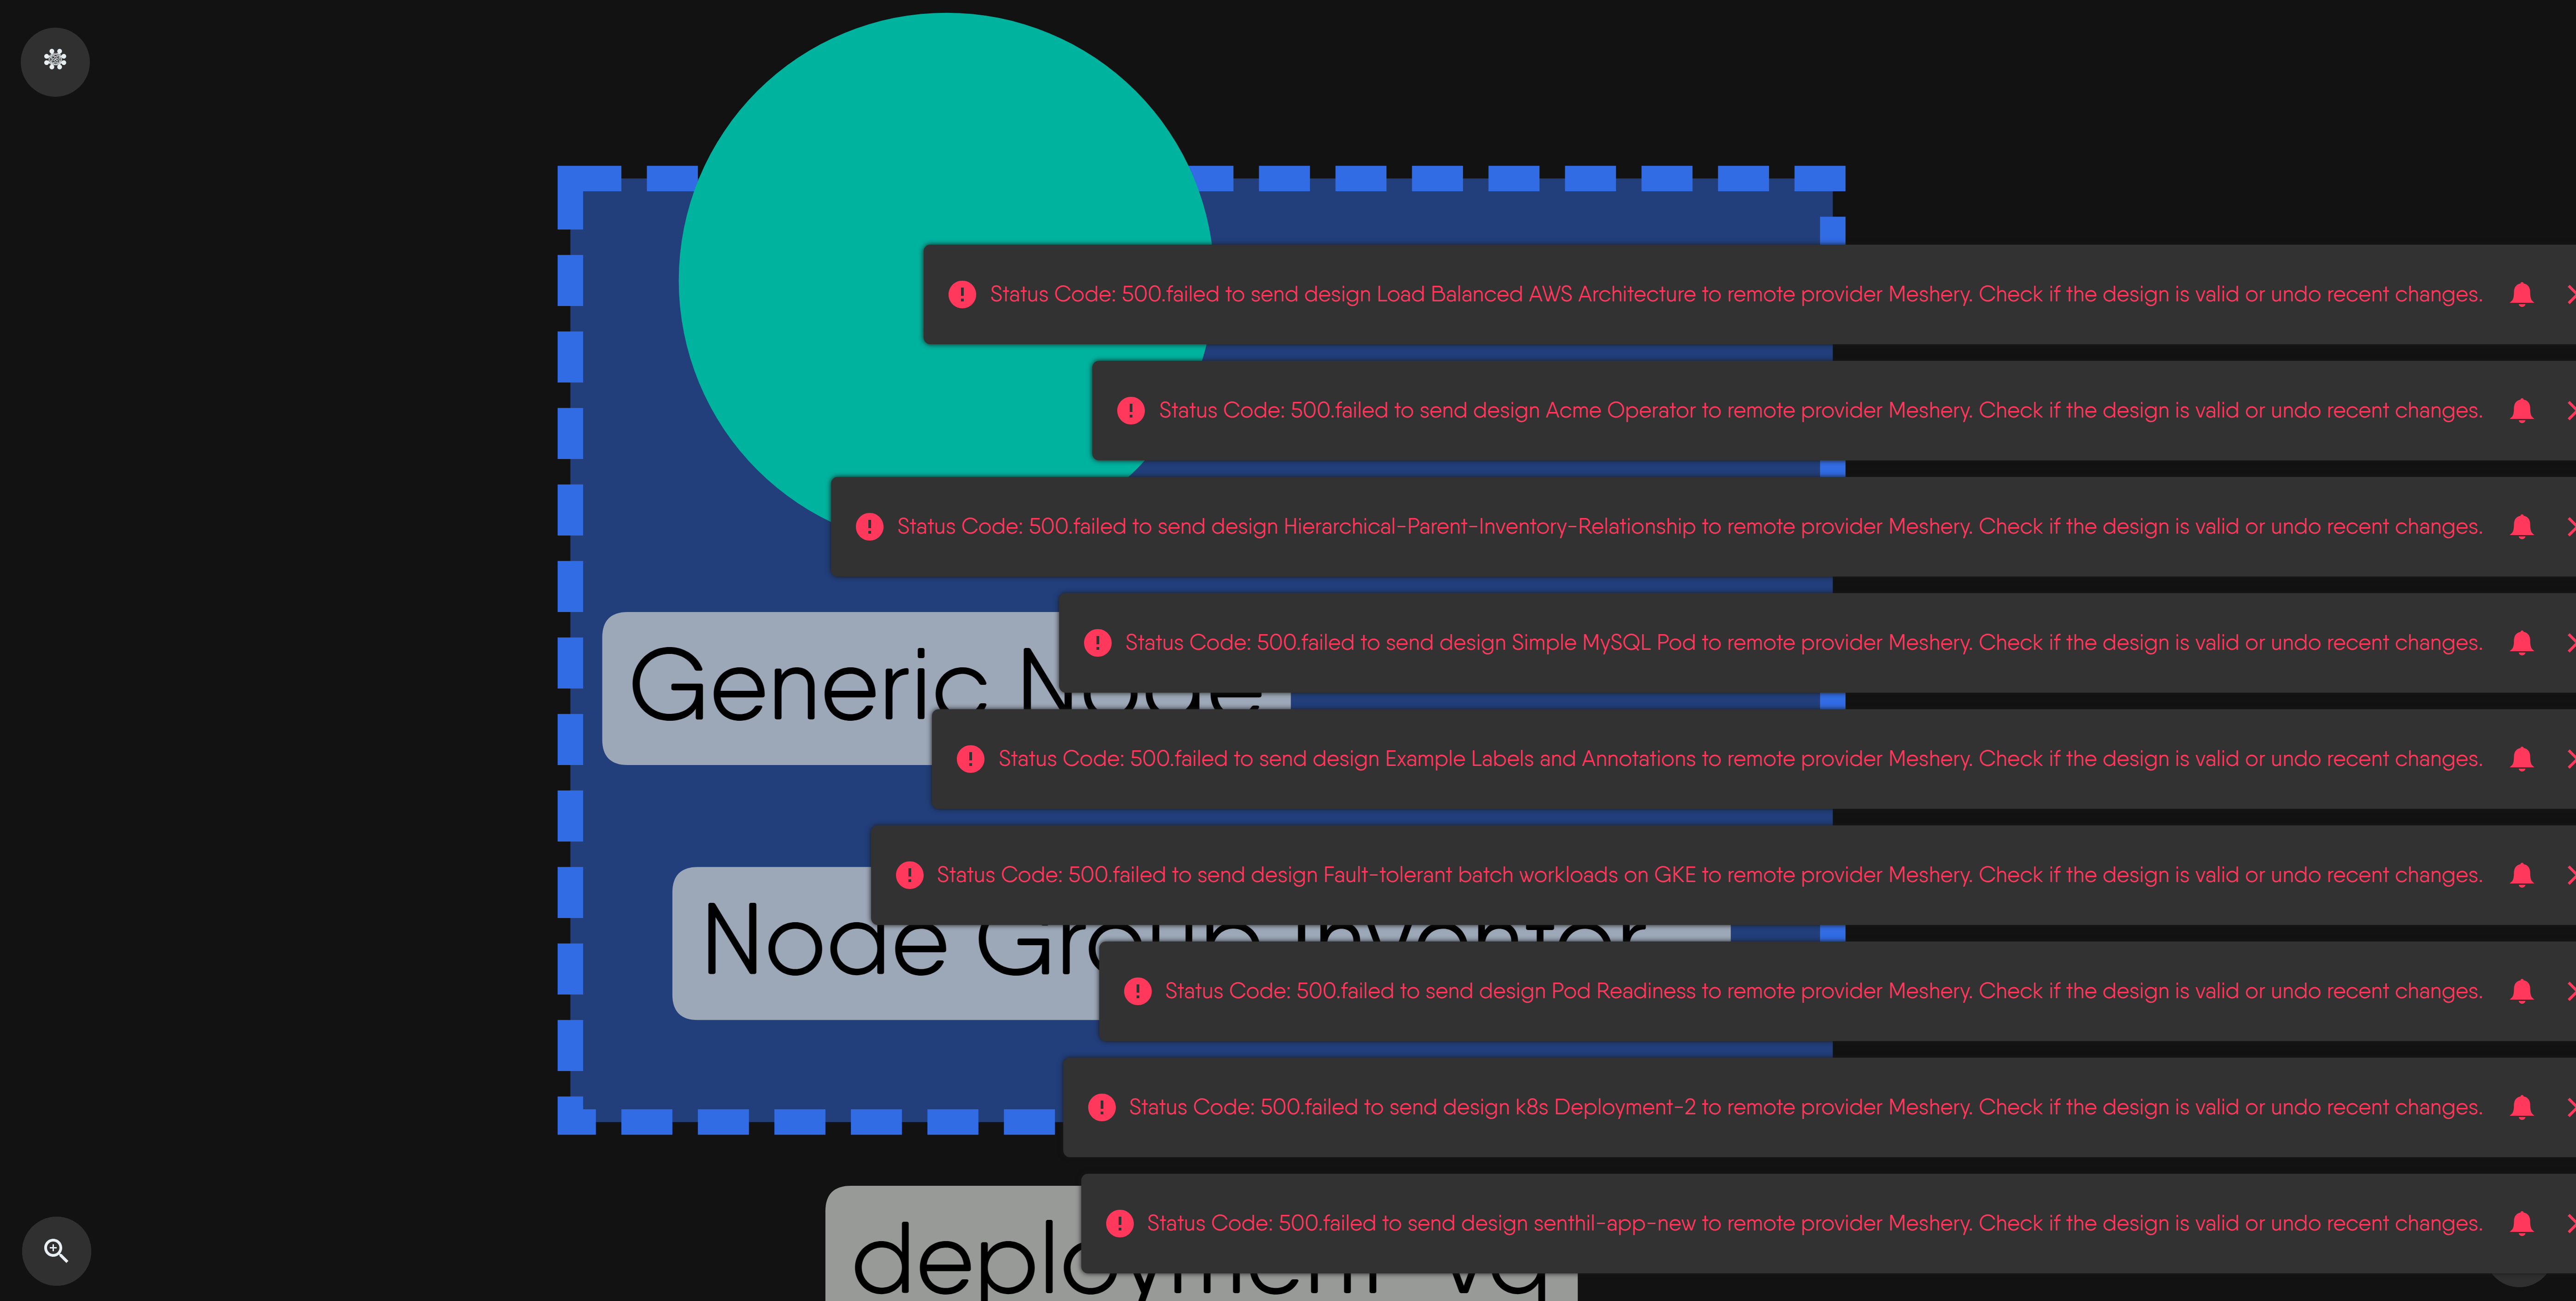 Status Code: 500.failed to send design Load Balanced AWS Architecture to remote provider Meshery. Check if the design is valid or undo recent changes.
Status Code: 500.failed to send design Acme Operator to remote provider Meshery. Check if the design is valid or undo recent changes.
Status Code: 500.failed to send design Hierarchical-Parent-Inventory-Relationship to remote provider Meshery. Check if the design is valid or undo recent changes.
Status Code: 500.failed to send design Simple MySQL Pod to remote provider Meshery. Check if the design is valid or undo recent changes.
Generic Node
Status Code: 500.failed to send design Example Labels and Annotations to remote provider Meshery. Check if the design is valid or undo recent changes.
Status Code: 500.failed to send design Fault-tolerant batch workloads on GKE to remote provider Meshery. Check if the design is valid or undo recent changes.
Node Group
Status Code: 500.failed to send design Pod Readiness to remote provider Meshery. Check if the design is valid or undo recent changes.
Status Code: 500.failed to send design k8s Deployment-2 to remote provider Meshery. Check if the design is valid or undo recent changes.
Status Code: 500.failed to send design senthil-app-new to remote provider Meshery. Check if the design is valid or undo recent changes.